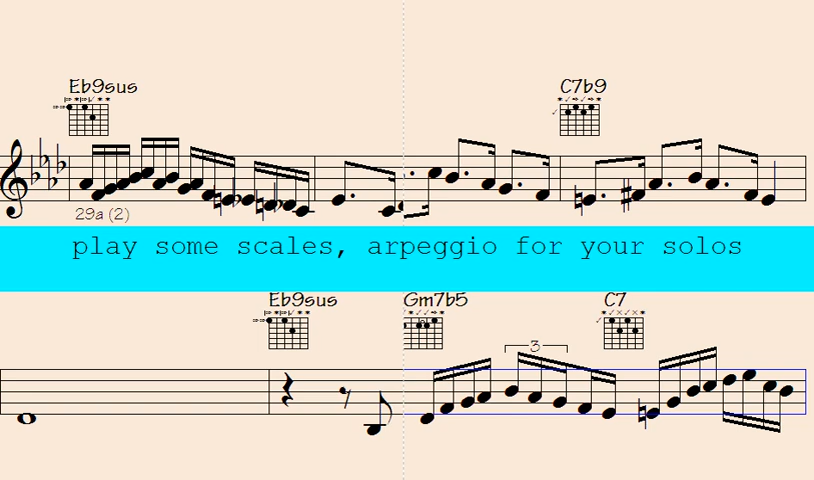 Eb9sus C7b9
29a (2)
play some scales, arpeggio for your solos
Eb9sus Gm7b5 C7
3